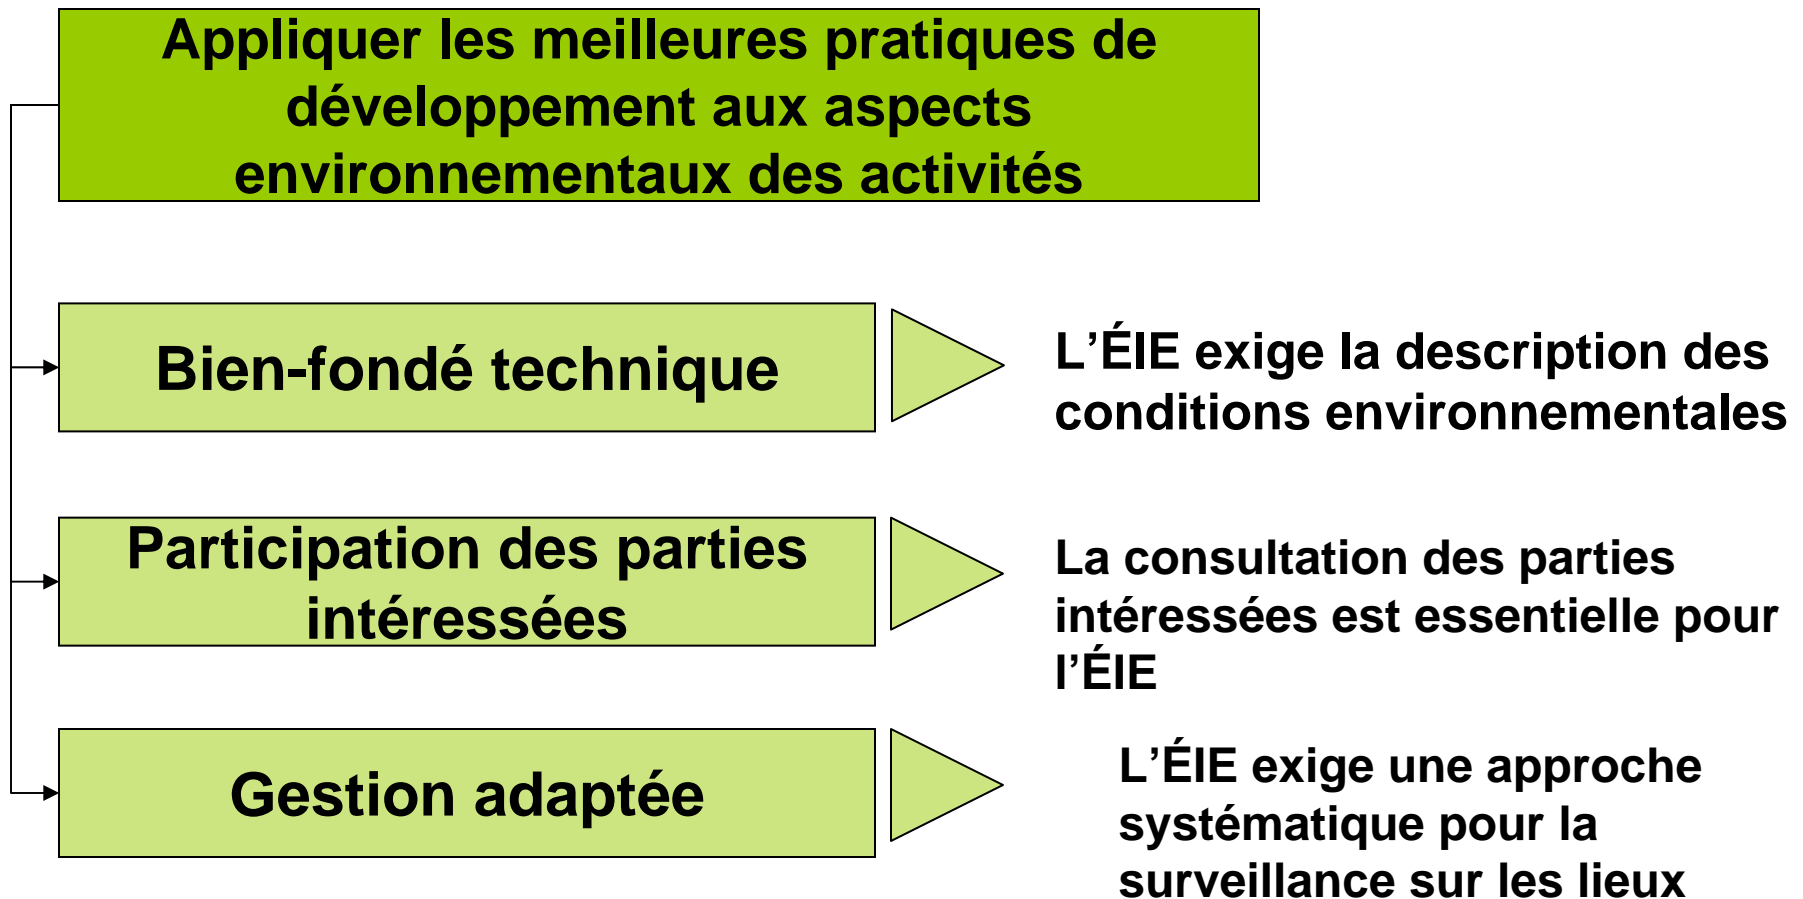 Appliquer les meilleures pratiques de
développement aux aspects
environnementaux des activités
Bien-fondé technique
L’ÉIE exige la description des
conditions environnementales
Participation des parties
intéressées
La consultation des parties
intéressées est essentielle pour
l’ÉIE
Gestion adaptée
L’ÉIE exige une approche
systématique pour la
surveillance sur les lieux